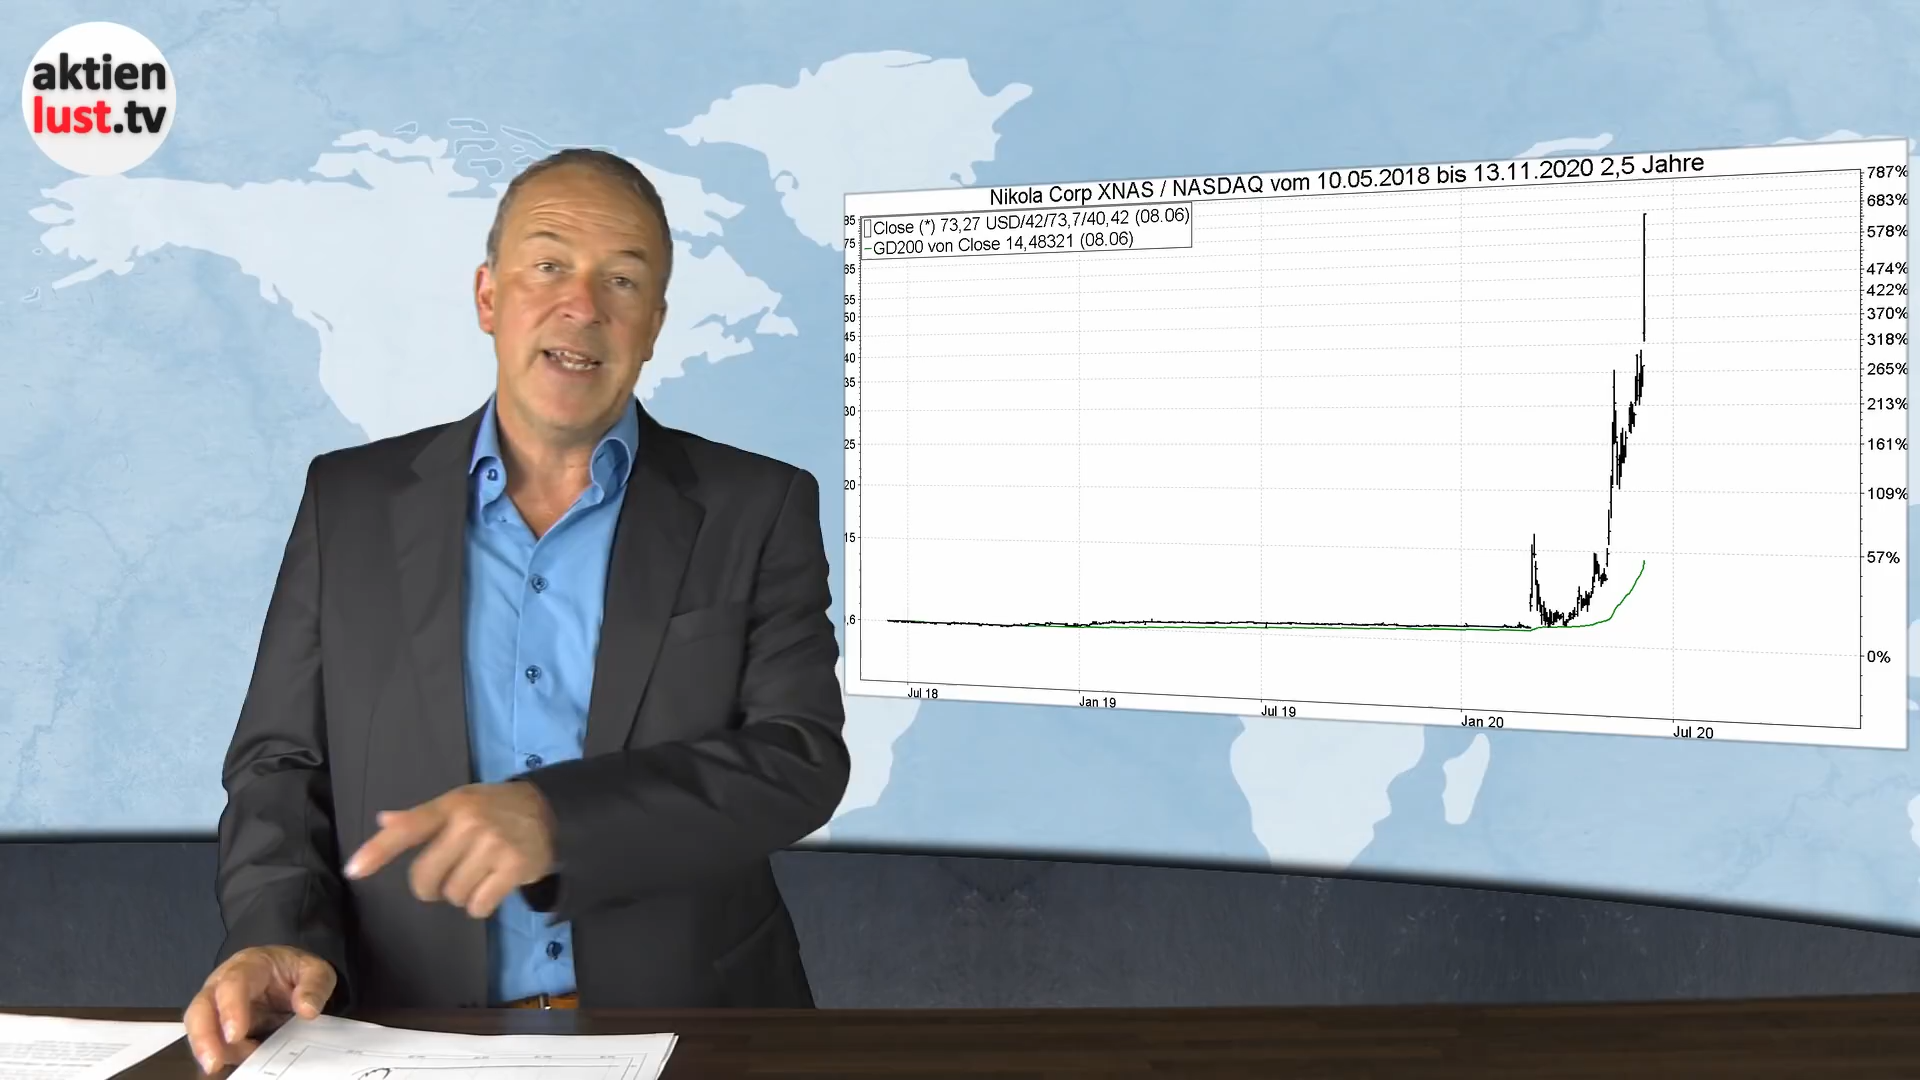 aktien
lust.tv
Nikola Corp XNAS / NASDAQ vom 10.05.2018 bis 13.11.2020 2,5 Jahre
Close (*) 73,27 USD/42/73,7/40,42 (08.06)
GD200 von Close 14,48321 (08.06)
85
75
65
55
50
45
40
35
30
25
20
15
,6
787%
683%
578%
474%
422%
370%
318%
265%
213%
161%
109%
57%
0%
Jul 18
Jan 19
Jul 19
Jan 20
Jul 20